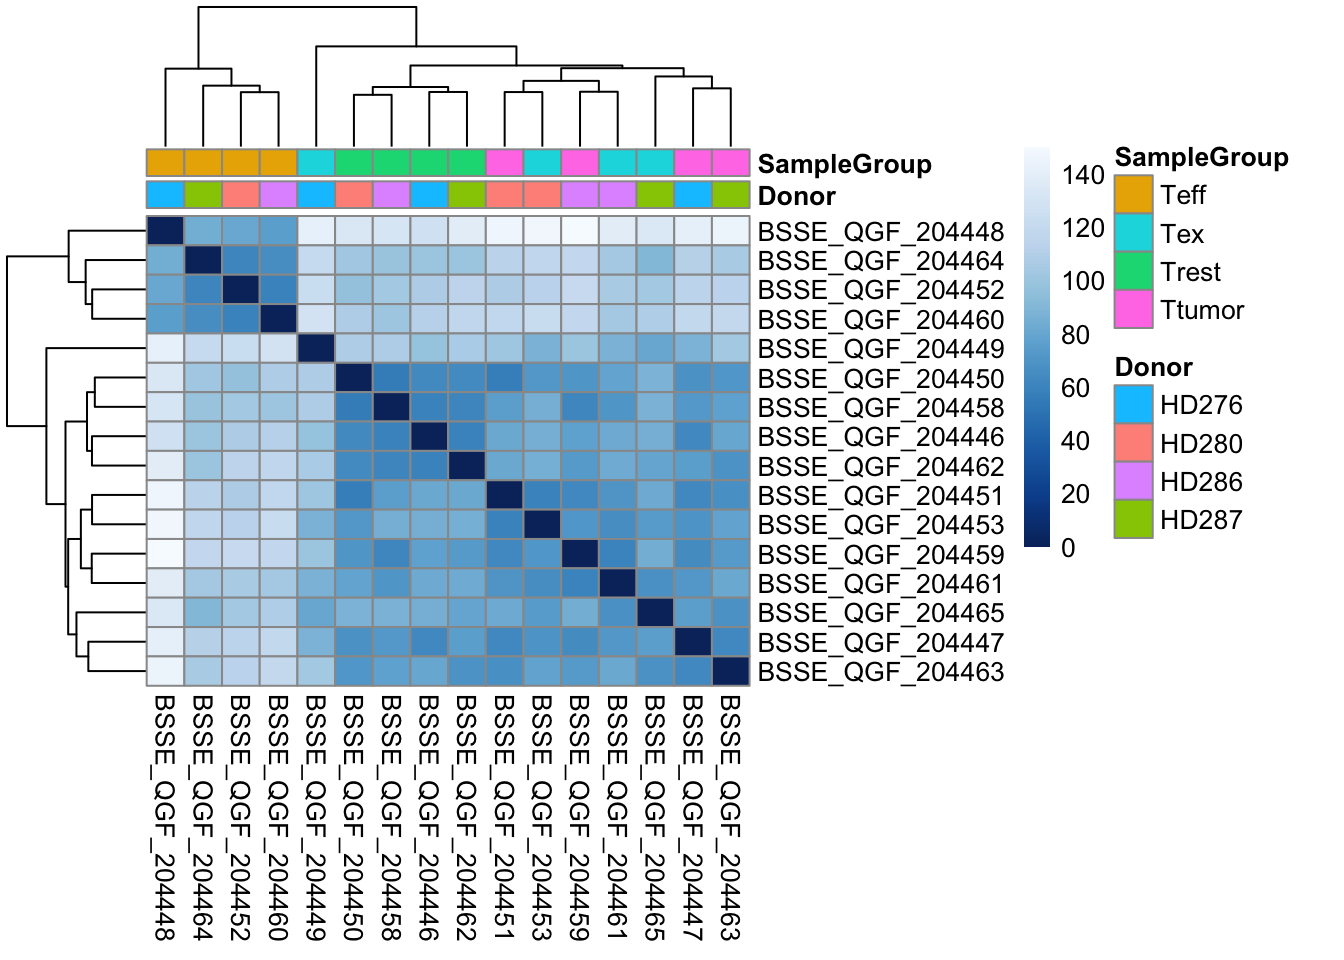 SampleGroup
Donor
BSSE_QGF_204448
BSSE_QGF_204464
BSSE_QGF_204452
BSSE_QGF_204460
BSSE_QGF_204449
BSSE_QGF_204450
BSSE_QGF_204458
BSSE_QGF_204446
BSSE_QGF_204462
BSSE_QGF_204451
BSSE_QGF_204453
BSSE_QGF_204459
BSSE_QGF_204461
BSSE_QGF_204465
BSSE_QGF_204447
BSSE_QGF_204463
BSSE_QGF_204448
BSSE_QGF_204464
BSSE_QGF_204452
BSSE_QGF_204460
BSSE_QGF_204449
BSSE_QGF_204450
BSSE_QGF_204458
BSSE_QGF_204446
BSSE_QGF_204462
BSSE_QGF_204451
BSSE_QGF_204453
BSSE_QGF_204459
BSSE_QGF_204461
BSSE_QGF_204465
BSSE_QGF_204447
BSSE_QGF_204463
140
120
100
80
60
40
20
0
SampleGroup
Teff
Tex
Trest
Ttumor
Donor
HD276
HD280
HD286
HD287